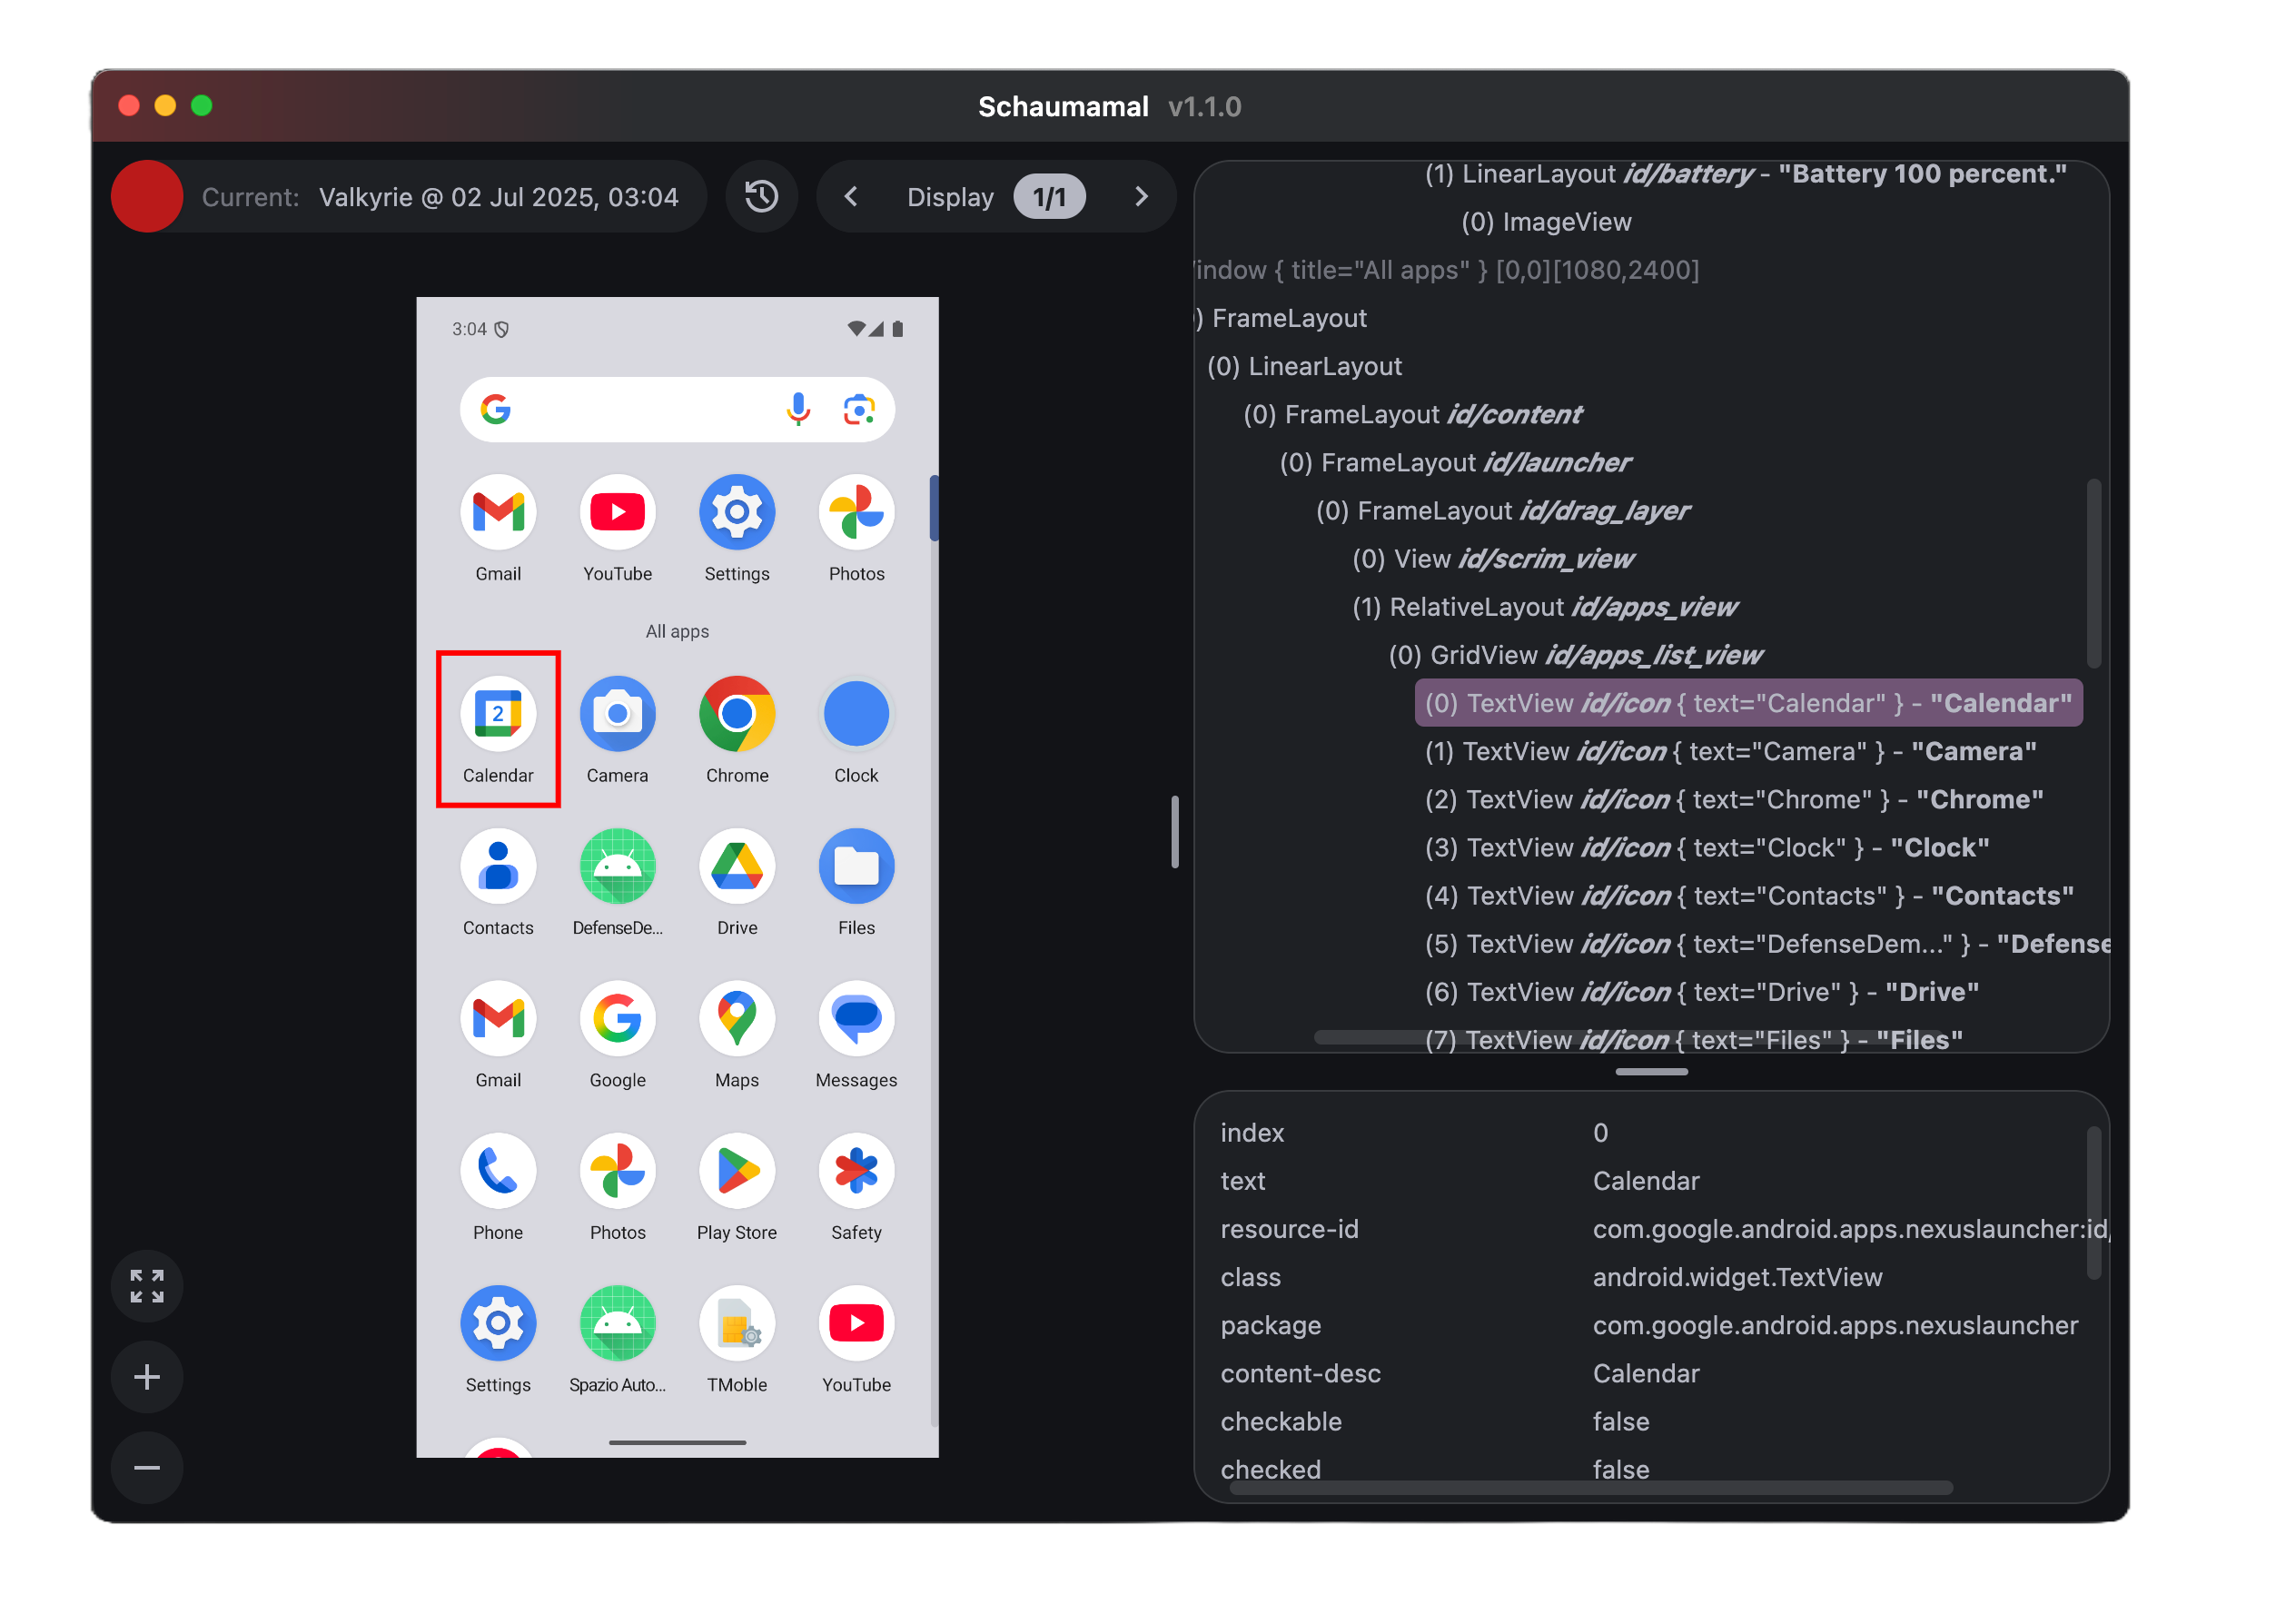 Schaumamal v1.1.0
Current: Valkyrie @ 02 Jul 2025, 03:04
Display 1/1
3:04
Gmail YouTube Settings Photos
All apps
2
Calendar Camera Chrome Clock
Contacts DefenseDe... Drive Files
Gmail Google Maps Messages
Phone Photos Play Store Safety
Settings Spazio Auto... TMoble YouTube
(1) LinearLayout id/battery - "Battery 100 percent."
(0) ImageView
indow { title="All apps" } [0,0][1080,2400]
) FrameLayout
(0) LinearLayout
(0) FrameLayout id/content
(0) FrameLayout id/launcher
(0) FrameLayout id/drag_layer
(0) View id/scrim_view
(1) RelativeLayout id/apps_view
(0) GridView id/apps_list_view
(0) TextView id/icon { text="Calendar" } - "Calendar"
(1) TextView id/icon { text="Camera" } - "Camera"
(2) TextView id/icon { text="Chrome" } - "Chrome"
(3) TextView id/icon { text="Clock" } - "Clock"
(4) TextView id/icon { text="Contacts" } - "Contacts"
(5) TextView id/icon { text="DefenseDem..." } - "Defense
(6) TextView id/icon { text="Drive" } - "Drive"
(7) TextView id/icon { text="Files" } - "Files"
index 0
text Calendar
resource-id com.google.android.apps.nexuslauncher:id/
class android.widget.TextView
package com.google.android.apps.nexuslauncher
content-desc Calendar
checkable false
checked false